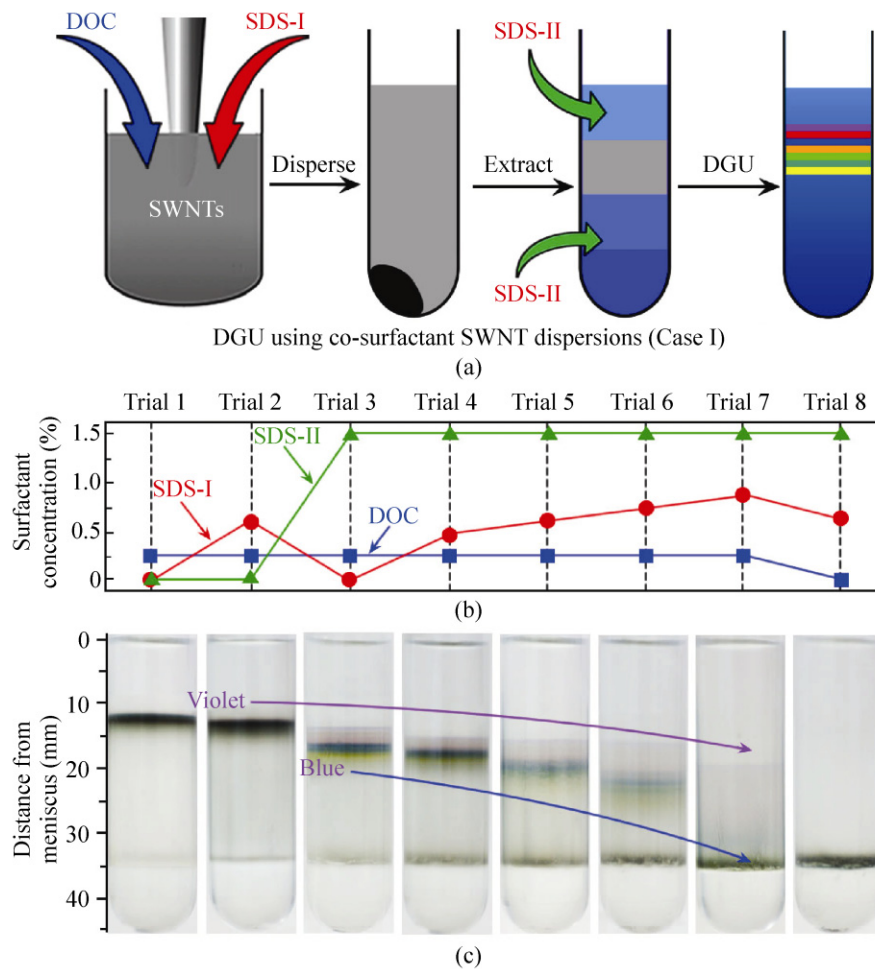 DOC
SDS-I
SDS-II
SWNTs
Disperse
Extract
DGU
SDS-II
DGU using co-surfactant SWNT dispersions (Case I)
(a)
Trial 1 Trial 2 Trial 3 Trial 4 Trial 5 Trial 6 Trial 7 Trial 8
Surfactant
concentration (%)
1.5
1.0
0.5
0
SDS-II
SDS-I
DOC
(b)
Distance from
meniscus (mm)
0
10
20
30
40
Violet
Blue
(c)